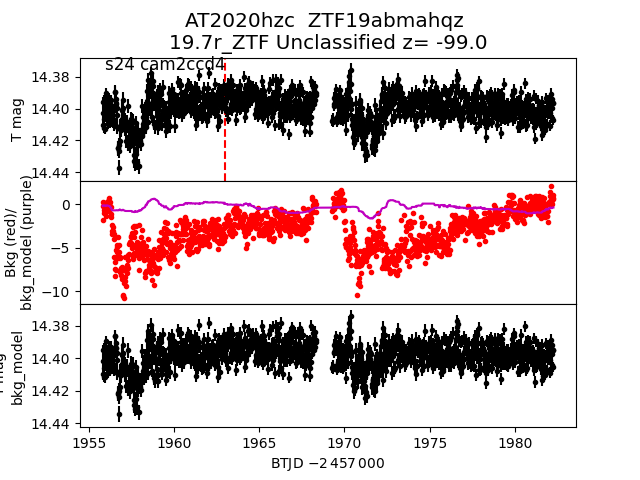 AT2020hzc  ZTF19abmahqz
19.7r_ZTF Unclassified z= -99.0
s24 cam2ccd4
T mag
14.38
14.40
14.42
14.44
Bkg (red)/
bkg_model (purple)
0
−5
−10
mag
bkg_model
14.38
14.40
14.42
14.44
1955
1960
1965
1970
1975
1980
BTJD −2 457 000